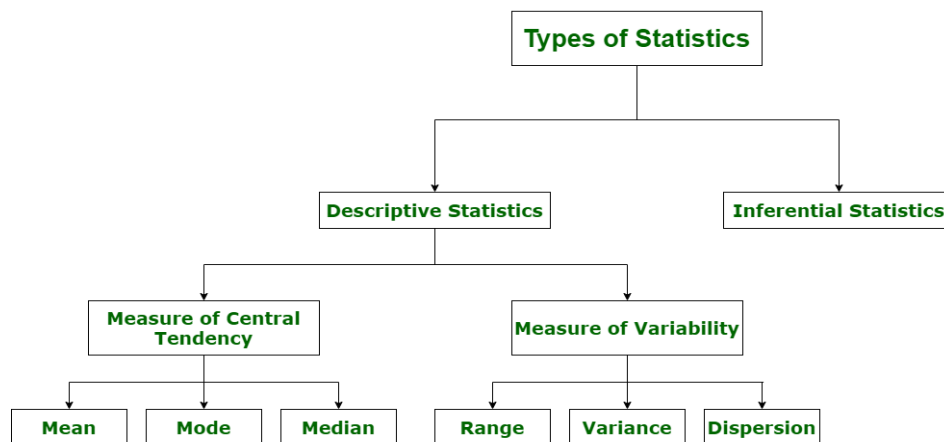 Types of Statistics
Descriptive Statistics
Inferential Statistics
Measure of Central
Tendency
Measure of Variability
Mean
Mode
Median
Range
Variance
Dispersion